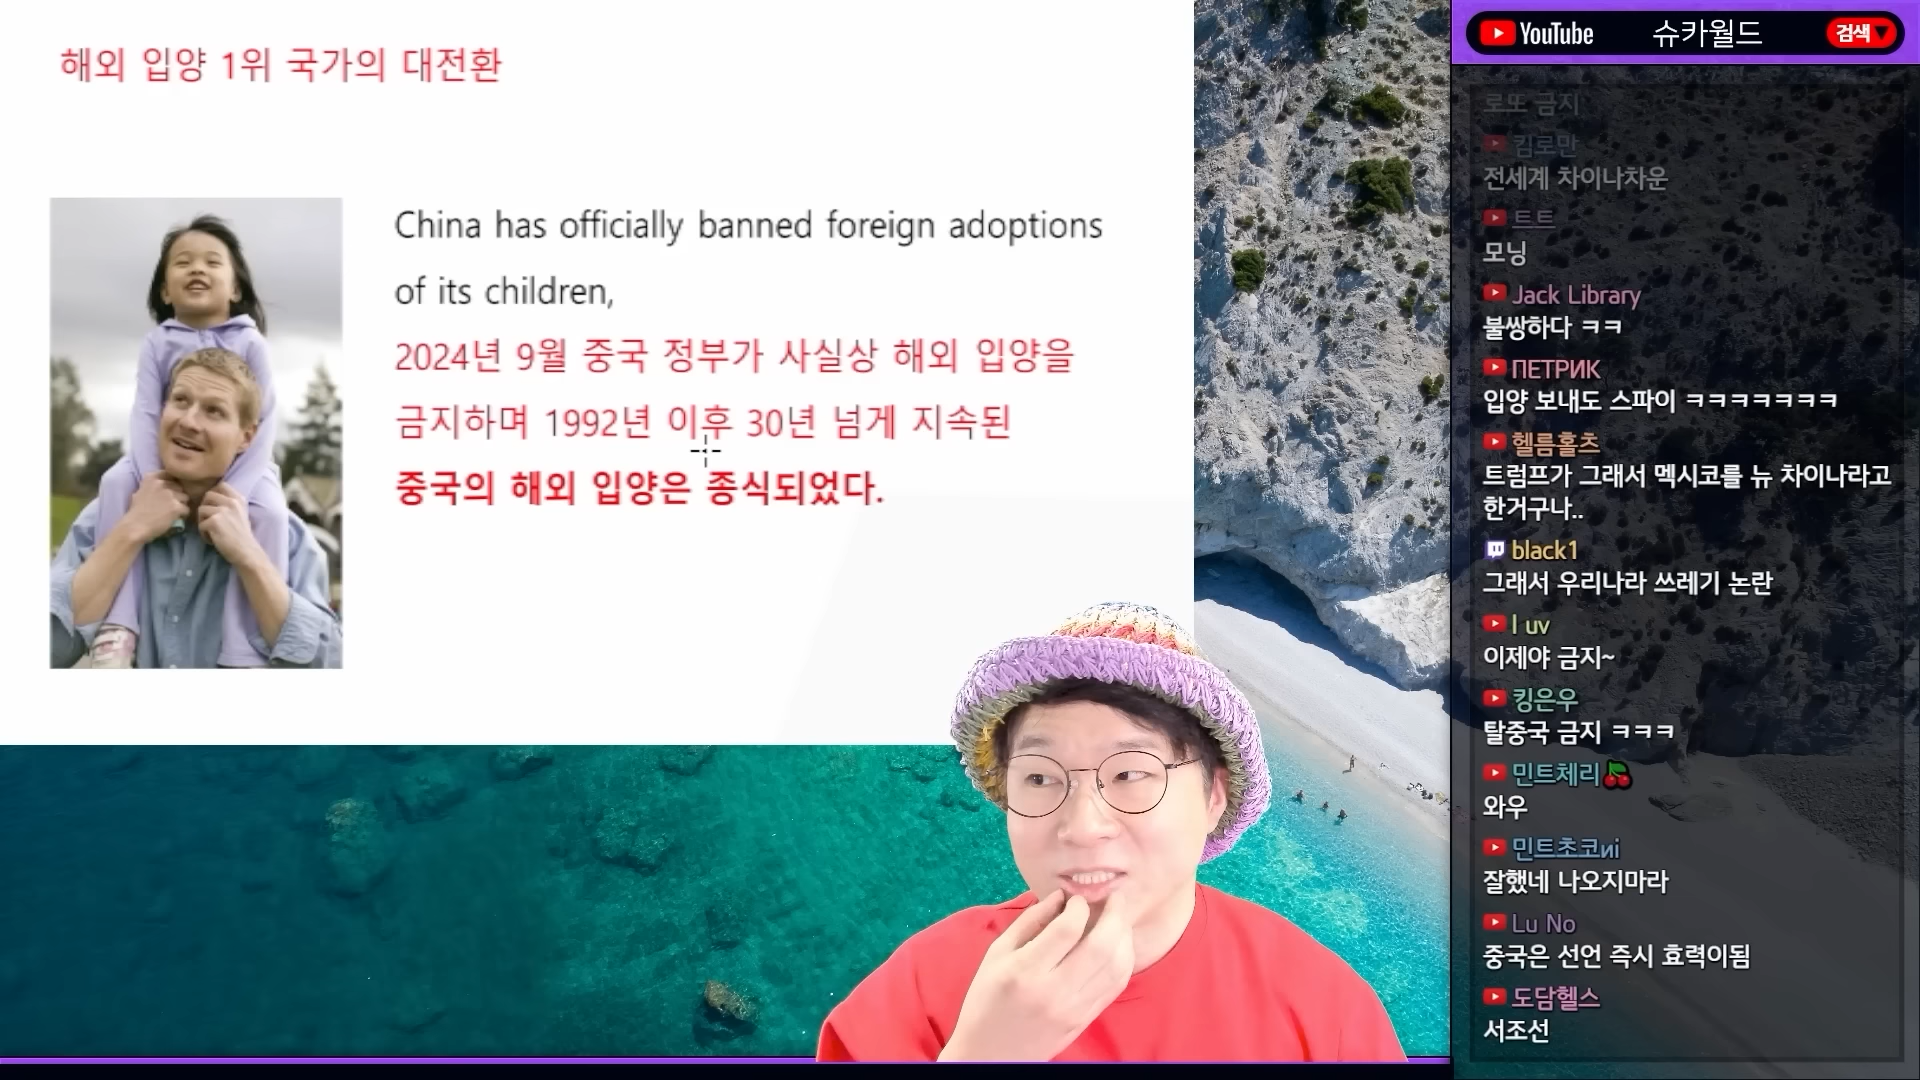 해외 입양 1위 국가의 대전환
China has officially banned foreign adoptions
of its children,
2024년 9월 중국 정부가 사실상 해외 입양을
금지하며 1992년 이후 30년 넘게 지속된
중국의 해외 입양은 종식되었다.
YouTube 슈카월드 검색
로또 금지
킴로만
전세계 차이나차운
트트
모닝
Jack Library
불쌍하다 ㅋㅋ
ПЕТРИК
입양 보내도 스파이 ㅋㅋㅋㅋㅋㅋㅋ
헬름홀츠
트럼프가 그래서 멕시코를 뉴 차이나라고
한거구나..
black1
그래서 우리나라 쓰레기 논란
l uv
이제야 금지~
킹은우
탈중국 금지 ㅋㅋㅋ
민트체리🍒
와우
민트초코иi
잘했네 나오지마라
Lu No
중국은 선언 즉시 효력이됨
도담헬스
서조선